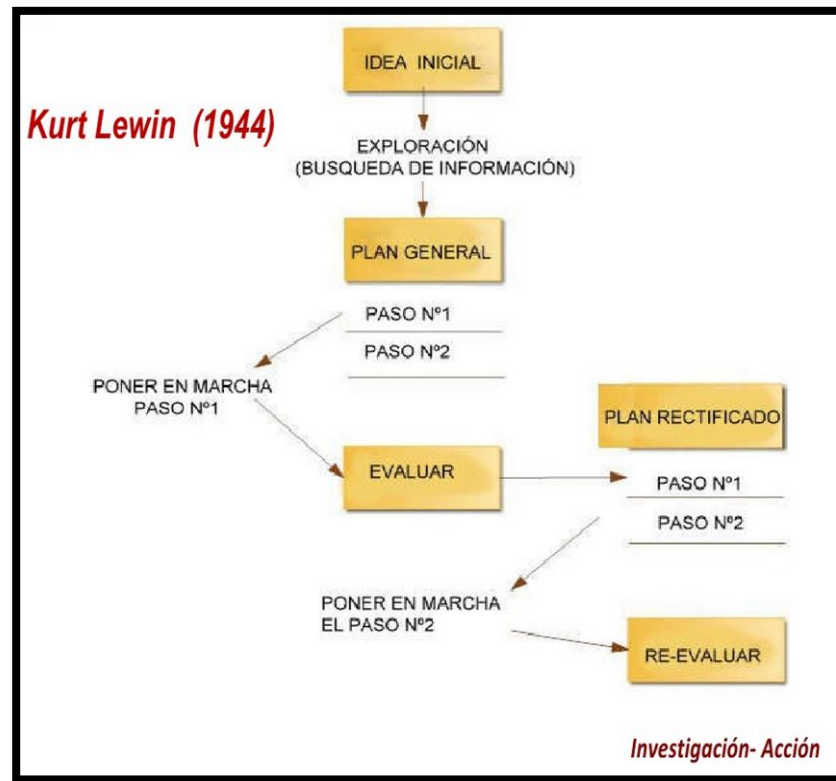 IDEA INICIAL
Kurt Lewin (1944)
EXPLORACIÓN
(BUSQUEDA DE INFORMACIÓN)
PLAN GENERAL
PASO Nº1
PASO Nº2
PONER EN MARCHA
PASO Nº1
PLAN RECTIFICADO
EVALUAR
PASO Nº1
PASO Nº2
PONER EN MARCHA
EL PASO Nº2
RE-EVALUAR
Investigación- Acción